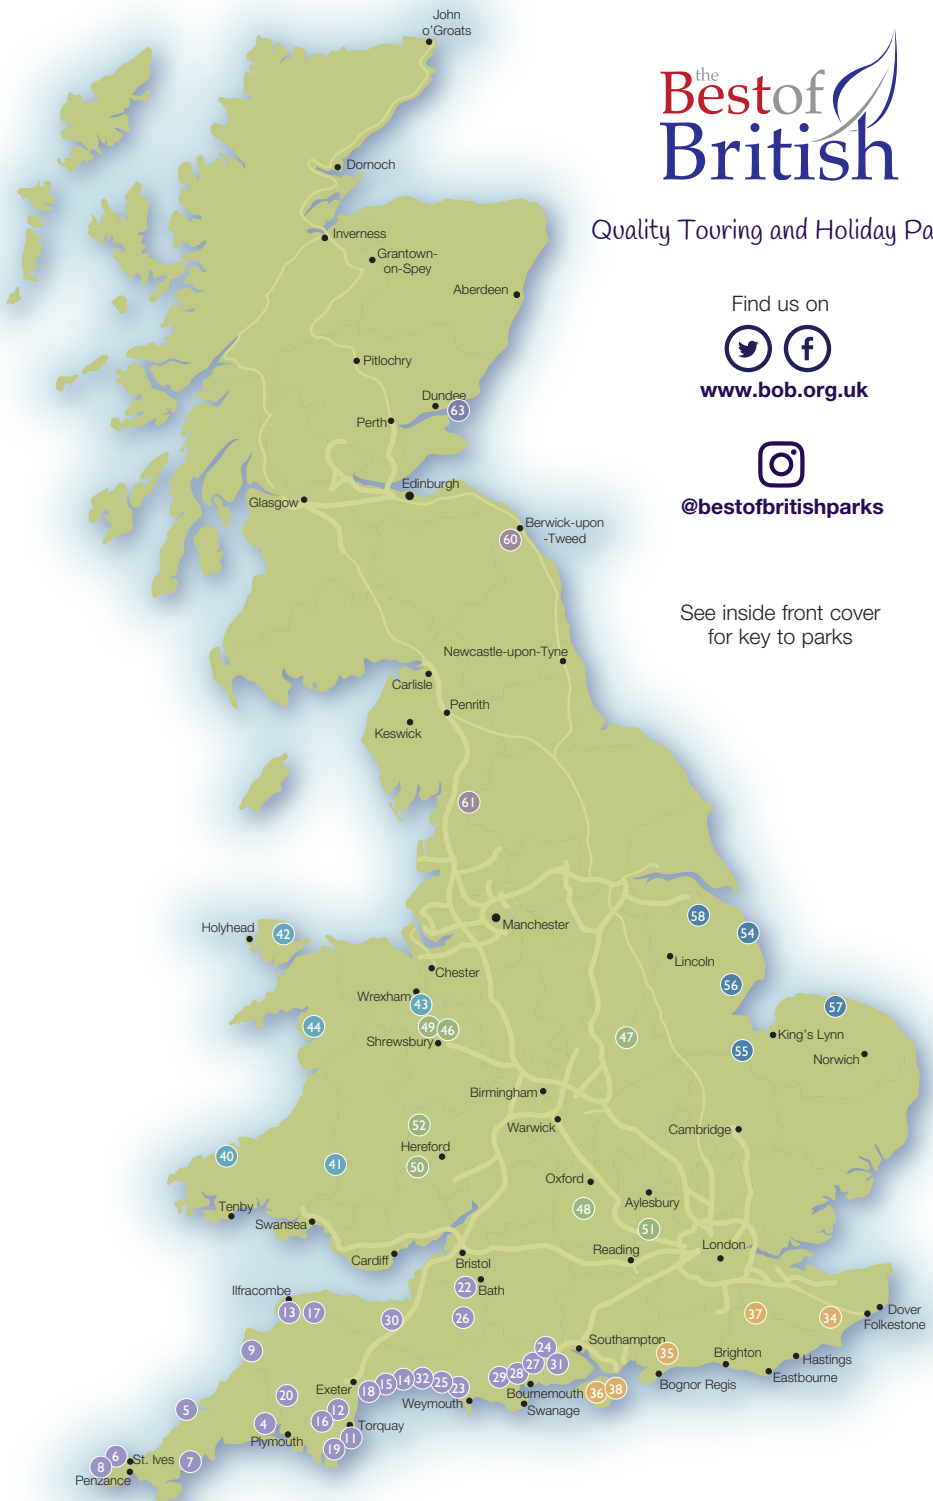 John
o'Groats
the
Bestof
British
Quality Touring and Holiday Pa
Dornoch
Inverness
Grantown-
on-Spey
Aberdeen
Find us on
www.bob.org.uk
Pitlochry
Dundee
63
Perth
@bestofbritishparks
Edinburgh
Glasgow
Berwick-upon
-Tweed
60
See inside front cover
for key to parks
Newcastle-upon-Tyne
Carlisle
Penrith
Keswick
61
58
Manchester
Holyhead
42
54
Lincoln
Chester
56
Wrexham
43
57
44
49
46
47
King's Lynn
Shrewsbury
55
Norwich
Birmingham
52
Warwick
Cambridge
Hereford
40
41
50
Oxford
Aylesbury
48
Tenby
Swansea
51
London
Reading
Cardiff
Bristol
22
Bath
Ilfracombe
13
17
30
26
37
34
Dover
Folkestone
9
24
Southampton
35
Brighton
Hastings
27
31
Eastbourne
29
28
Bognor Regis
Exeter
18
15
14
32
25
23
Bournemouth
36
38
Weymouth
Swanage
20
5
12
4
16
Torquay
Plymouth
11
19
6
St. Ives
7
8
Penzance